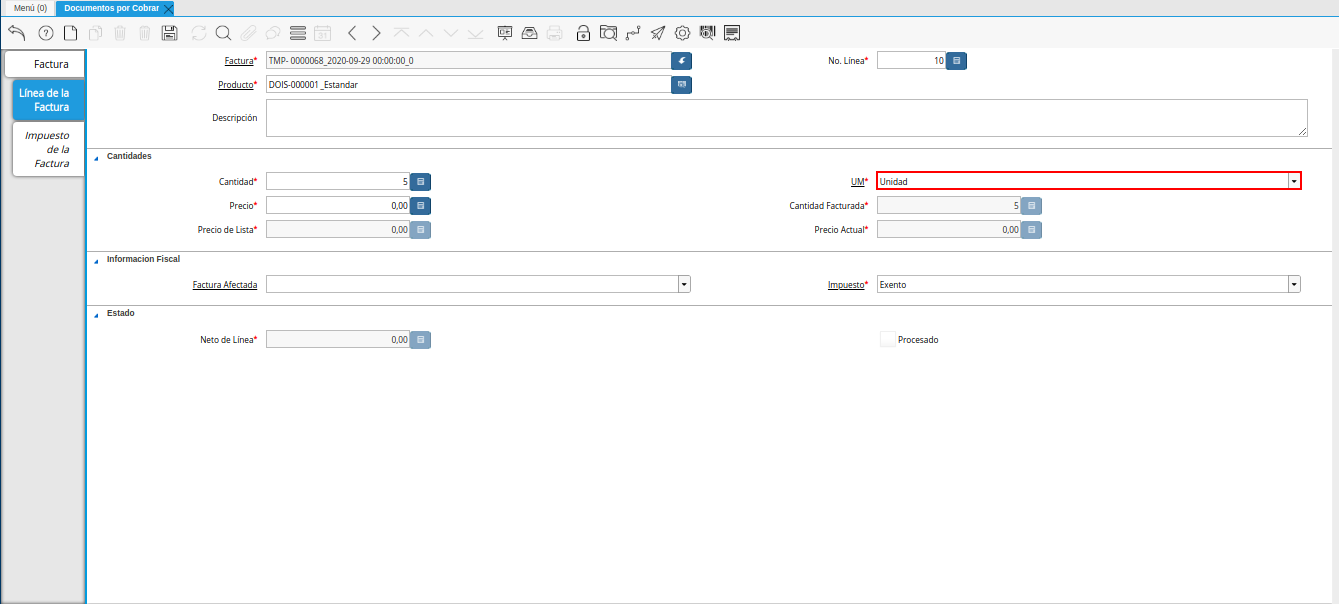 Menú (0) Documentos por Cobrar
Factura
Línea de la
Factura
Impuesto
de la
Factura
Factura* TMP- 0000068_2020-09-29 00:00:00_0 No. Línea* 10
Producto* DOIS-000001 _Estandar
Descripción
Cantidades
Cantidad* 5 UM* Unidad
Precio* 0,00 Cantidad Facturada* 5
Precio de Lista* 0,00 Precio Actual* 0,00
Informacion Fiscal
Factura Afectada Impuesto* Exento
Estado
Neto de Línea* 0,00 Procesado